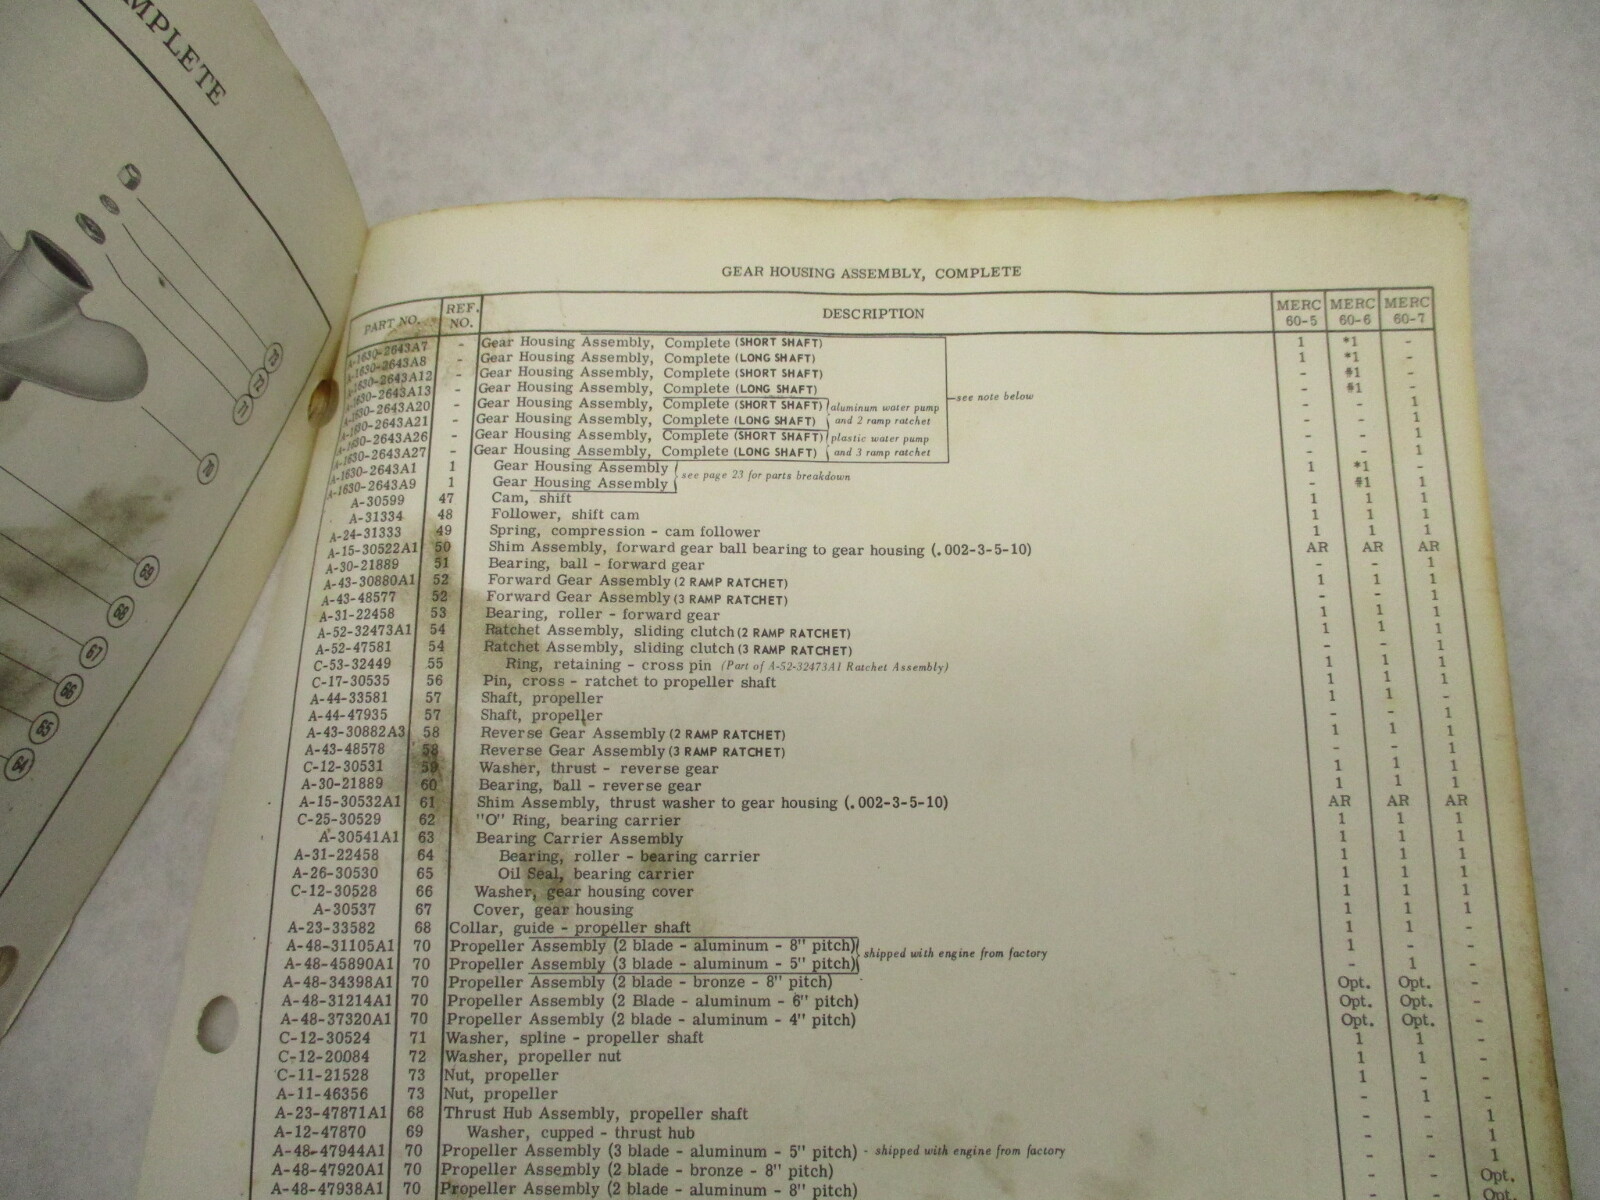 MPLETE
73
72
71
70
69
68
67
66
65
64
GEAR HOUSING ASSEMBLY, COMPLETE
PART NO. REF. NO. DESCRIPTION MERC 60-5 MERC 60-6 MERC 60-7
A-1630-2643A7 - Gear Housing Assembly, Complete (SHORT SHAFT) 1 *1 -
A-1630-2643A8 - Gear Housing Assembly, Complete (LONG SHAFT) 1 *1 -
A-1630-2643A12 - Gear Housing Assembly, Complete (SHORT SHAFT) - #1 -
A-1630-2643A13 - Gear Housing Assembly, Complete (LONG SHAFT) - #1 - see note below
A-1630-2643A20 - Gear Housing Assembly, Complete (SHORT SHAFT) aluminum water pump - - 1
A-1630-2643A21 - Gear Housing Assembly, Complete (LONG SHAFT) and 2 ramp ratchet - - 1
A-1630-2643A26 - Gear Housing Assembly, Complete (SHORT SHAFT) plastic water pump - - 1
A-1630-2643A27 - Gear Housing Assembly, Complete (LONG SHAFT) and 3 ramp ratchet - - 1
A-1630-2643A1 1 Gear Housing Assembly see page 23 for parts breakdown 1 *1 -
A-1630-2643A9 1 Gear Housing Assembly - #1 1
A-30599 47 Cam, shift 1 1 1
A-31334 48 Follower, shift cam 1 1 1
A-24-31333 49 Spring, compression - cam follower 1 1 1
A-15-30522A1 50 Shim Assembly, forward gear ball bearing to gear housing (.002-3-5-10) AR AR AR
A-30-21889 51 Bearing, ball - forward gear - - 1
A-43-30880A1 52 Forward Gear Assembly (2 RAMP RATCHET) 1 1 1
A-43-48577 52 Forward Gear Assembly (3 RAMP RATCHET) - - 1
A-31-22458 53 Bearing, roller - forward gear 1 1 1
A-52-32473A1 54 Ratchet Assembly, sliding clutch (2 RAMP RATCHET) 1 1 1
A-52-47581 54 Ratchet Assembly, sliding clutch (3 RAMP RATCHET) - - 1
C-53-32449 55 Ring, retaining - cross pin (Part of A-52-32473A1 Ratchet Assembly) 1 1 1
C-17-30535 56 Pin, cross - ratchet to propeller shaft 1 1 1
A-44-33581 57 Shaft, propeller 1 1 -
A-44-47935 57 Shaft, propeller - - 1
A-43-30882A3 58 Reverse Gear Assembly (2 RAMP RATCHET) 1 1 1
A-43-48578 58 Reverse Gear Assembly (3 RAMP RATCHET) - - 1
C-12-30531 59 Washer, thrust - reverse gear 1 1 1
A-30-21889 60 Bearing, ball - reverse gear 1 1 1
A-15-30532A1 61 Shim Assembly, thrust washer to gear housing (.002-3-5-10) AR AR AR
C-25-30529 62 "O" Ring, bearing carrier 1 1 1
A-30541A1 63 Bearing Carrier Assembly 1 1 1
A-31-22458 64 Bearing, roller - bearing carrier 1 1 1
A-26-30530 65 Oil Seal, bearing carrier 1 1 1
C-12-30528 66 Washer, gear housing cover 1 1 1
A-30537 67 Cover, gear housing 1 1 1
A-23-33582 68 Collar, guide - propeller shaft 1 1 -
A-48-31105A1 70 Propeller Assembly (2 blade - aluminum - 8" pitch) shipped with engine from factory 1 - -
A-48-45890A1 70 Propeller Assembly (3 blade - aluminum - 5" pitch) - 1 -
A-48-34398A1 70 Propeller Assembly (2 blade - bronze - 8" pitch) Opt. Opt. -
A-48-31214A1 70 Propeller Assembly (2 Blade - aluminum - 6" pitch) Opt. Opt. -
A-48-37320A1 70 Propeller Assembly (2 blade - aluminum - 4" pitch) Opt. Opt. -
C-12-30524 71 Washer, spline - propeller shaft 1 1 -
C-12-20084 72 Washer, propeller nut 1 1 -
C-11-21528 73 Nut, propeller 1 - -
A-11-46356 73 Nut, propeller - 1 -
A-23-47871A1 68 Thrust Hub Assembly, propeller shaft - - 1
A-12-47870 69 Washer, cupped - thrust hub - - 1
A-48-47944A1 70 Propeller Assembly (3 blade - aluminum - 5" pitch) - shipped with engine from factory - - 1
A-48-47920A1 70 Propeller Assembly (2 blade - bronze - 8" pitch) - - Opt.
A-48-47938A1 70 Propeller Assembly (2 blade - aluminum - 8" pitch) - - Opt.